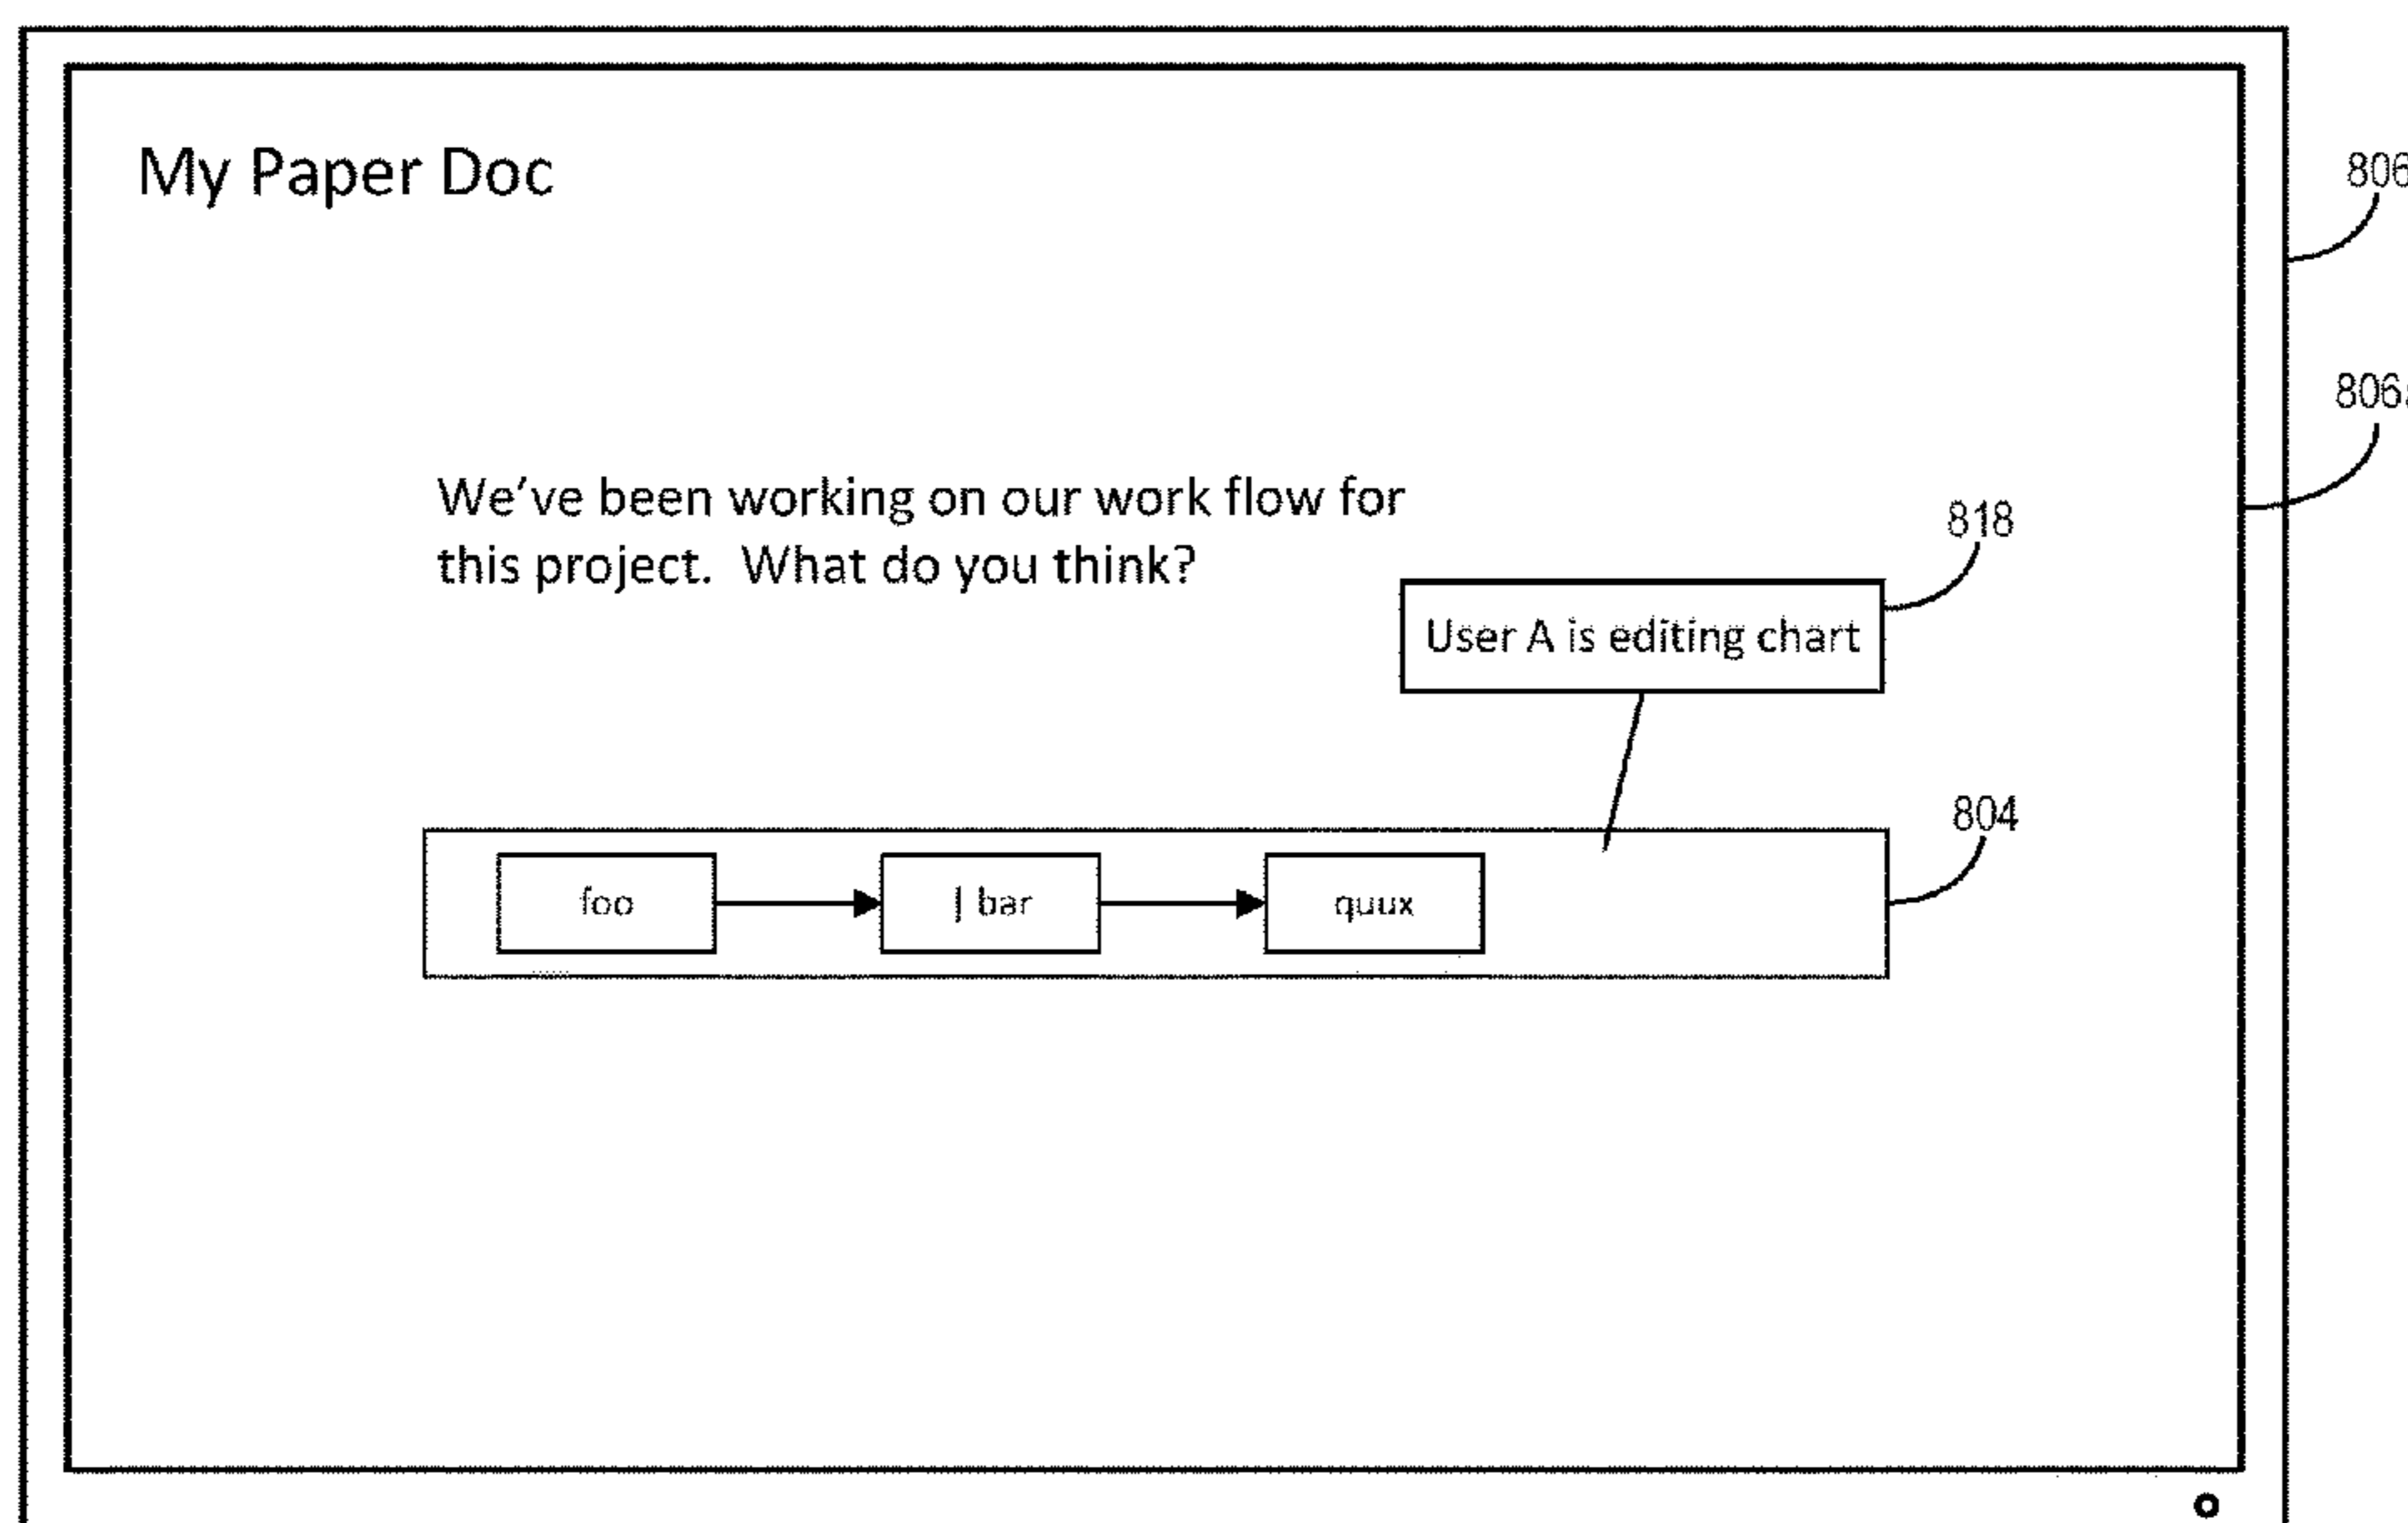 My Paper Doc
806
We've been working on our work flow for
this project.  What do you think?
818
User A is editing chart
804
foo
| bar
quux